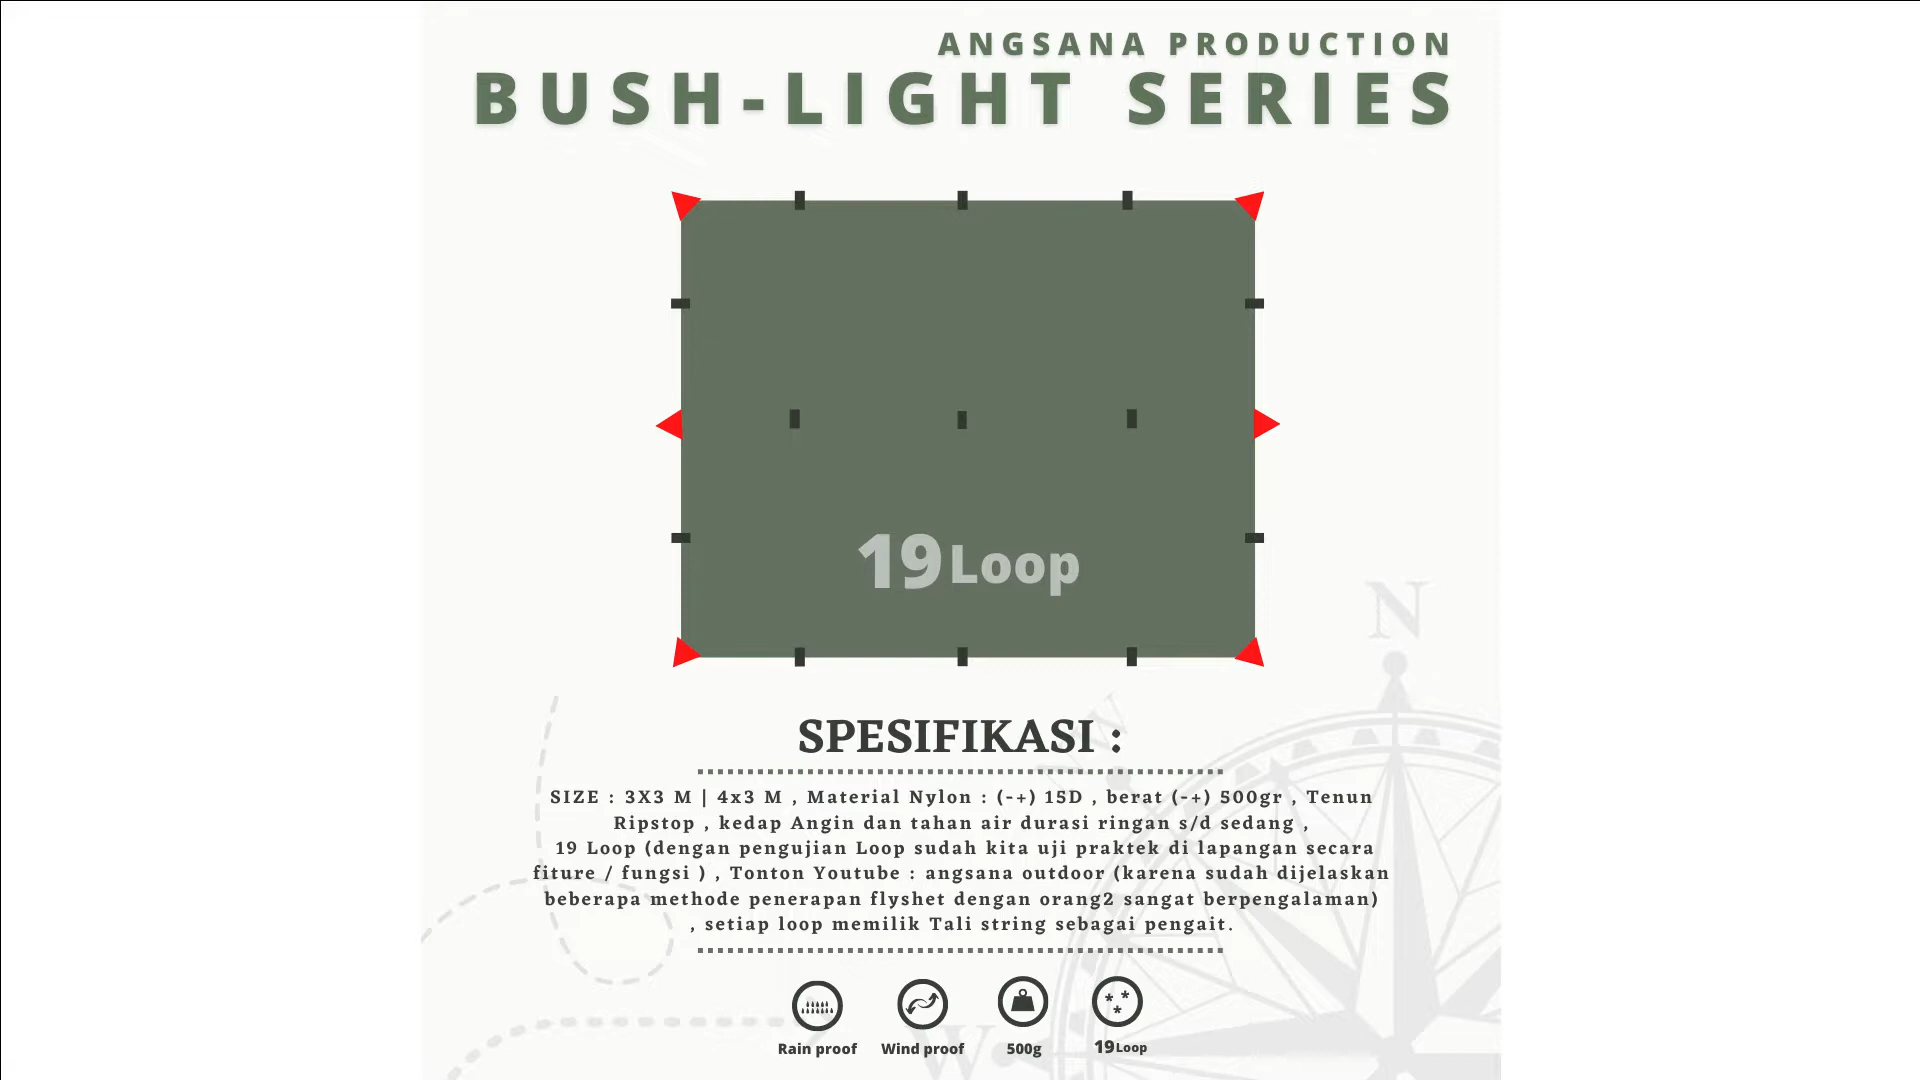 ANGSANA PRODUCTION
BUSH-LIGHT SERIES
19 Loop
SPESIFIKASI :
SIZE : 3X3 M | 4x3 M , Material Nylon : (-+) 15D , berat (-+) 500gr , Tenun
Ripstop , kedap Angin dan tahan air durasi ringan s/d sedang ,
19 Loop (dengan pengujian Loop sudah kita uji praktek di lapangan secara
fiture / fungsi ) , Tonton Youtube : angsana outdoor (karena sudah dijelaskan
beberapa methode penerapan flyshet dengan orang2 sangat berpengalaman)
, setiap loop memilik Tali string sebagai pengait.
N
NW
W
Rain proof
Wind proof
500g
19 Loop